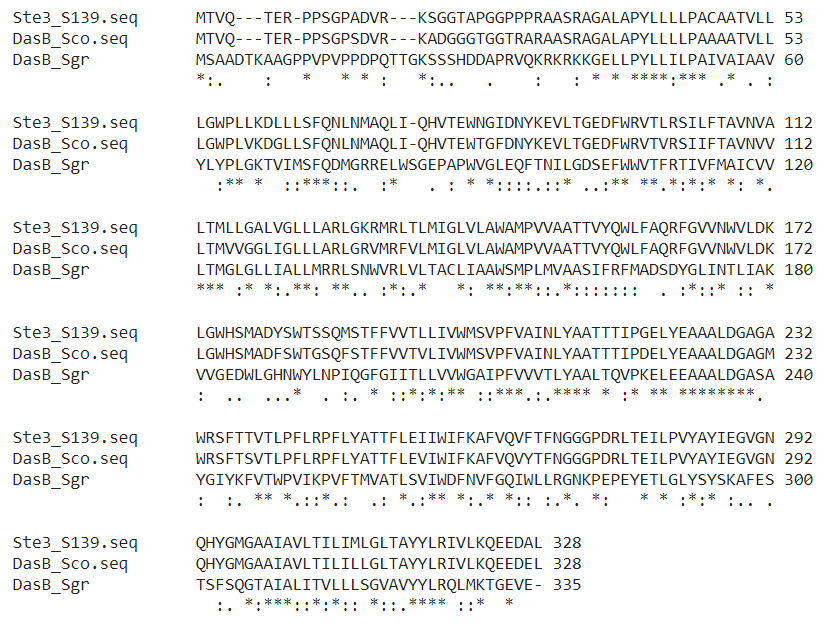 Ste3_S139.seq      MTVQ---TER-PPSGPADVR---KSGGTAPGGPPPRAASRAGALAPYLLLLPACAATVLL 53
DasB_Sco.seq       MTVQ---TER-PPSGPSDVR---KADGGGTGGTRARAASRAGALAPYLLLLPAAAATVLL 53
DasB_Sgr           MSAADTKAAGPPVPVPPDPQTTGKSSSHDDAPRVQKRKRKKGELLPYLLILPAIVAIAAV 60
                   *:.    :   *   * * :   *:..   .    :   :: * * ****:*** .* . :
Ste3_S139.seq      LGWPLLKDLLLSFQNLNMAQLI-QHVTEWNGIDNYKEVLTGEDFWRVTLRSILFTAVNVA 112
DasB_Sco.seq       LGWPLVKDGLLSFQNLNMAQLI-QHVTEWTGFDNYKEVLTGEDFWRVTVRSIIFTAVNVV 112
DasB_Sgr           YLYPLGKTVIMSFQDMGRRELWSGEPAPWVGLEQFTNILGDSEFWWVTFRTIVFMAICVV 120
                     :** *  ::***::.  :*   . : * *::::.::* ..:** **.*:*:* *: *.
Ste3_S139.seq      LTMLLGALVGLLLARLGKRMRLTLMIGLVLAWAMPVVAATTVYQWLFAQRFGVVNWVLDK 172
DasB_Sco.seq       LTMVVGGLIGLLLARLGRVMRFVLMIGLVLAWAMPVVAATTVYQWLFAQRFGVVNWVLDK 172
DasB_Sgr           LTMGLGLLIALLMRRLSNWVRLVLTACLIAAWSMPLMVAASIFRFMADSDYGLINTLIAK 180
                   *** :* *:.**: **.. :*:.*   *: **:**::.*:::::::  . :*::* :: *
Ste3_S139.seq      LGWHSMADYSWTSSQMSTFFVVTLLIVWMSVPFVAINLYAATTTIPGELYEAAALDGAGA 232
DasB_Sco.seq       LGWHSMADFSWTGSQFSTFFVVTVLIVWMSVPFVAINLYAATTTIPDELYEAAALDGAGM 232
DasB_Sgr           VVGEDWLGHNWYLNPIQGFGIITLLVVWGAIPFVVVTLYAALTQVPKELEEAAALDGASA 240
                   :  ..  ...*  . :. * ::*:*:** ::***.:.**** * :* ** ********.
Ste3_S139.seq      WRSFTTVTLPFLRPFLYATTFLEIIWIFKAFVQVFTFNGGGPDRLTEILPVYAYIEGVGN 292
DasB_Sco.seq       WRSFTSVTLPFLRPFLYATTFLEVIWIFKAFVQVYTFNGGGPDRLTEILPVYAYIEGVGN 292
DasB_Sgr           YGIYKFVTWPVIKPVFTMVATLSVIWDFNVFGQIWLLRGNKPEPEYETLGLYSYSKAFES 300
                   :  :. ** *.::*.:  .: *.:** *:.* *:: :.*. *:   * * :*:* :.. .
Ste3_S139.seq      QHYGMGAAIAVLTILIMLGLTAYYLRIVLKQEEDAL 328
DasB_Sco.seq       QHYGMGAAIAVLTILILLGLTAYYLRIVLKQEEDEL 328
DasB_Sgr           TSFSQGTAIALITVLLLSGVAVYYLRQLMKTGEVE- 335
                     :. *:***::*:*:: *::.**** ::*  *